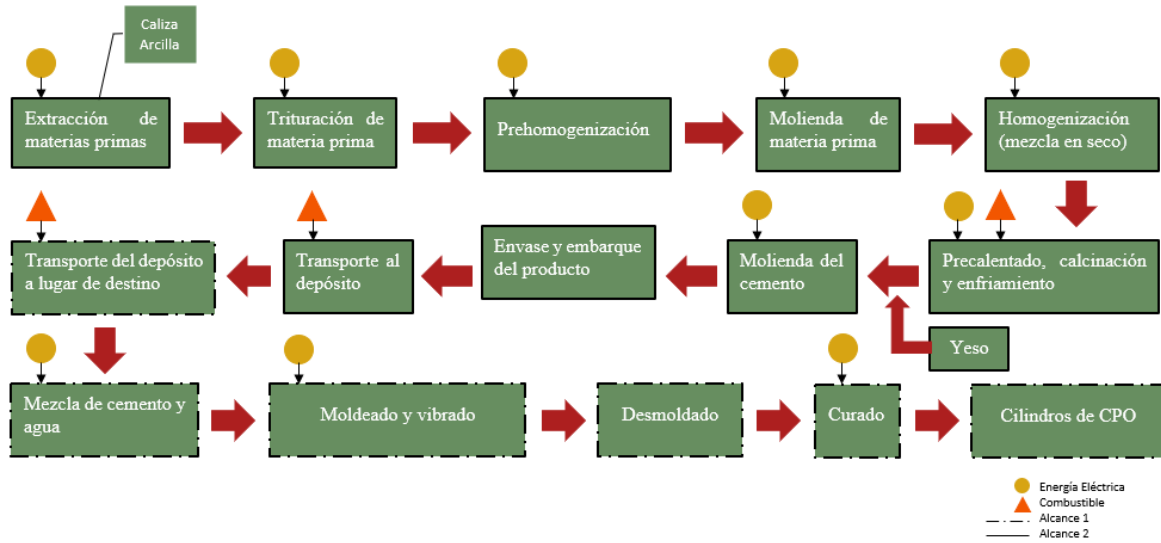 Caliza
Arcilla
Extracción de
materias primas
Trituración de
materia prima
Prehomogenización
Molienda de
materia prima
Homogenización
(mezcla en seco)
Transporte del depósito
a lugar de destino
Transporte al
depósito
Envase y embarque
del producto
Molienda del
cemento
Precalentado, calcinación
y enfriamiento
Yeso
Mezcla de cemento y
agua
Moldeado y vibrado
Desmoldado
Curado
Cilindros de CPO
Energía Eléctrica
Combustible
Alcance 1
Alcance 2